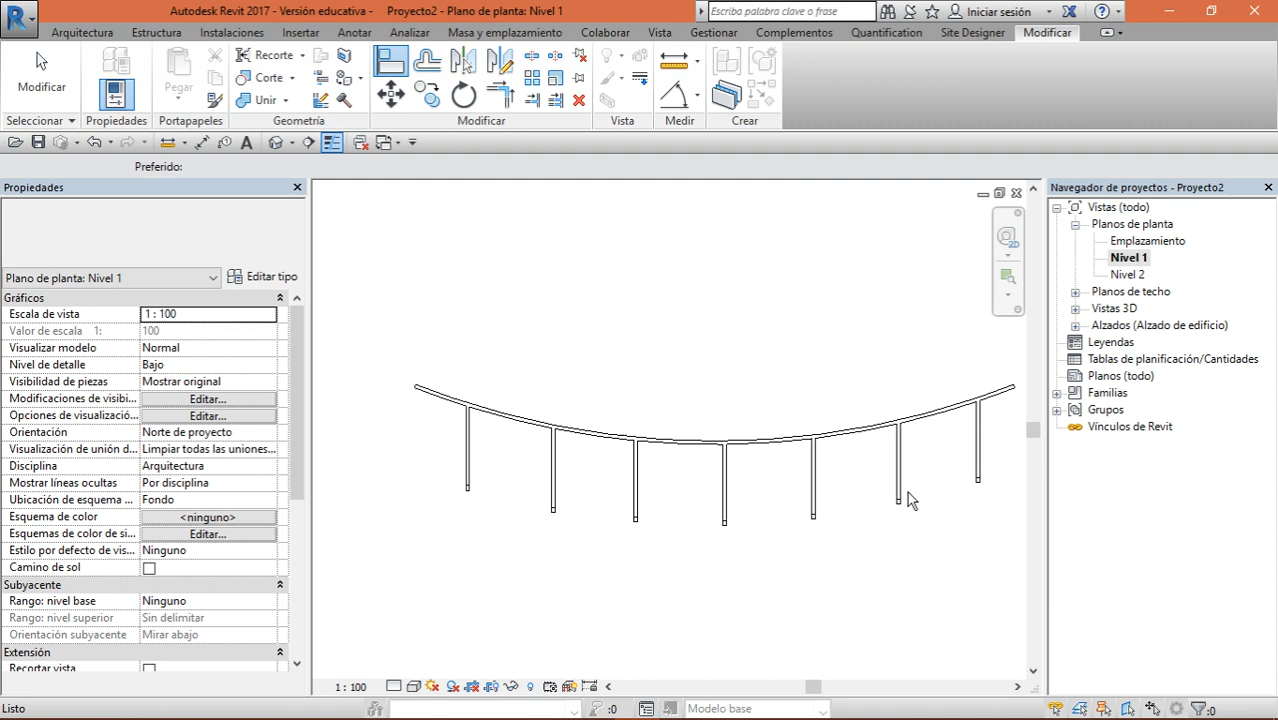 Autodesk Revit 2017 - Versión educativa - Proyecto2 - Plano de planta: Nivel 1
Escriba palabra clave o frase
Iniciar sesión
Arquitectura Estructura Instalaciones Insertar Anotar Analizar Masa y emplazamiento Colaborar Vista Gestionar Complementos Quantification Site Designer Modificar
Modificar
Pegar
Recorte
Corte
Unir
Seleccionar Propiedades Portapapeles Geometría Modificar Vista Medir Crear
Preferido:
Propiedades
Plano de planta: Nivel 1
Editar tipo
Gráficos
Escala de vista 1 : 100
Valor de escala 1: 100
Visualizar modelo Normal
Nivel de detalle Bajo
Visibilidad de piezas Mostrar original
Modificaciones de visibi... Editar...
Opciones de visualizació... Editar...
Orientación Norte de proyecto
Visualización de unión d... Limpiar todas las uniones...
Disciplina Arquitectura
Mostrar líneas ocultas Por disciplina
Ubicación de esquema ... Fondo
Esquema de color <ninguno>
Esquemas de color de si... Editar...
Estilo por defecto de vis... Ninguno
Camino de sol
Subyacente
Rango: nivel base Ninguno
Rango: nivel superior Sin delimitar
Orientación subyacente Mirar abajo
Extensión
Recortar vista
2D
Navegador de proyectos - Proyecto2
Vistas (todo)
Planos de planta
Emplazamiento
Nivel 1
Nivel 2
Planos de techo
Vistas 3D
Alzados (Alzado de edificio)
Leyendas
Tablas de planificación/Cantidades
Planos (todo)
Familias
Grupos
Vínculos de Revit
1 : 100
Listo
:0
Modelo base
:0